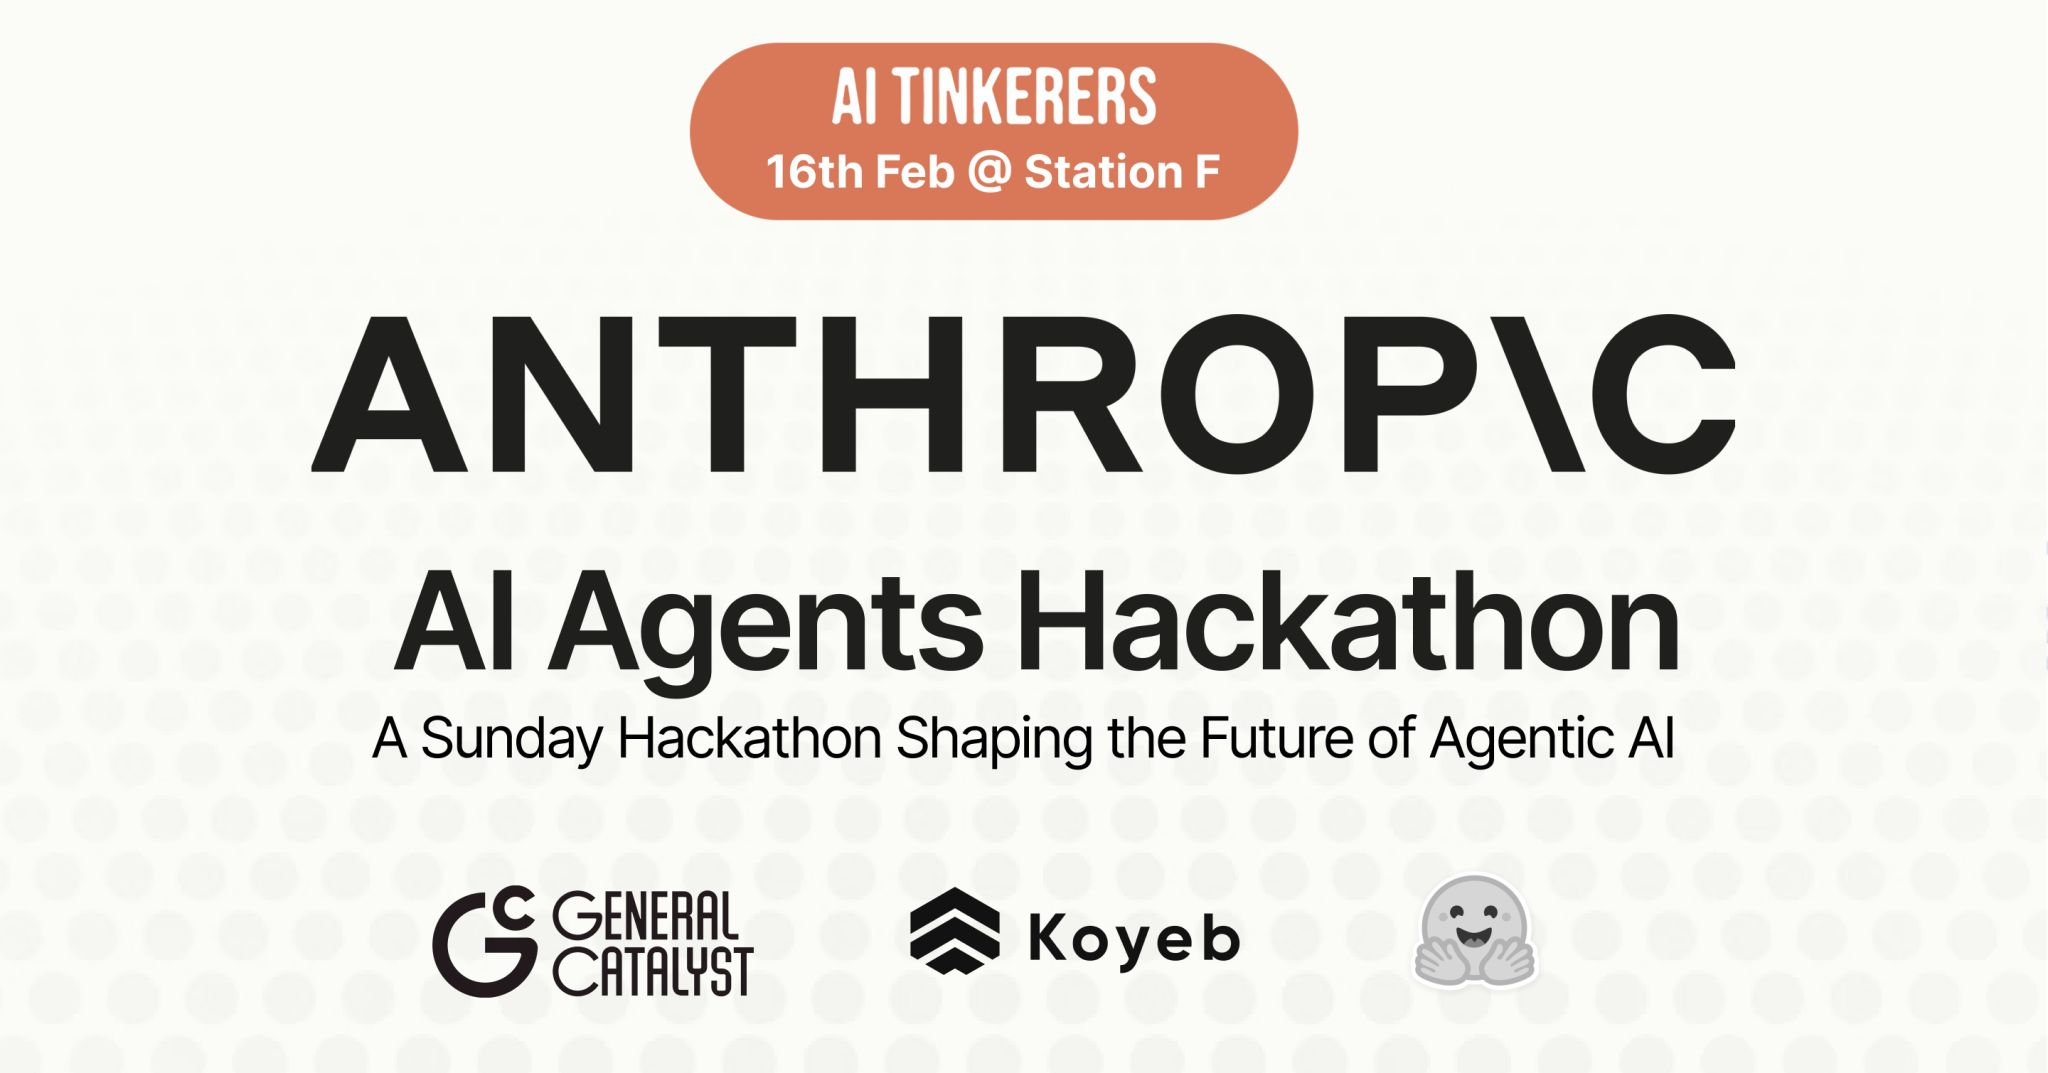 AI TINKERERS
16th Feb @ Station F
ANTHROP\C
AI Agents Hackathon
A Sunday Hackathon Shaping the Future of Agentic AI
GC GENERAL
CATALYST
Koyeb